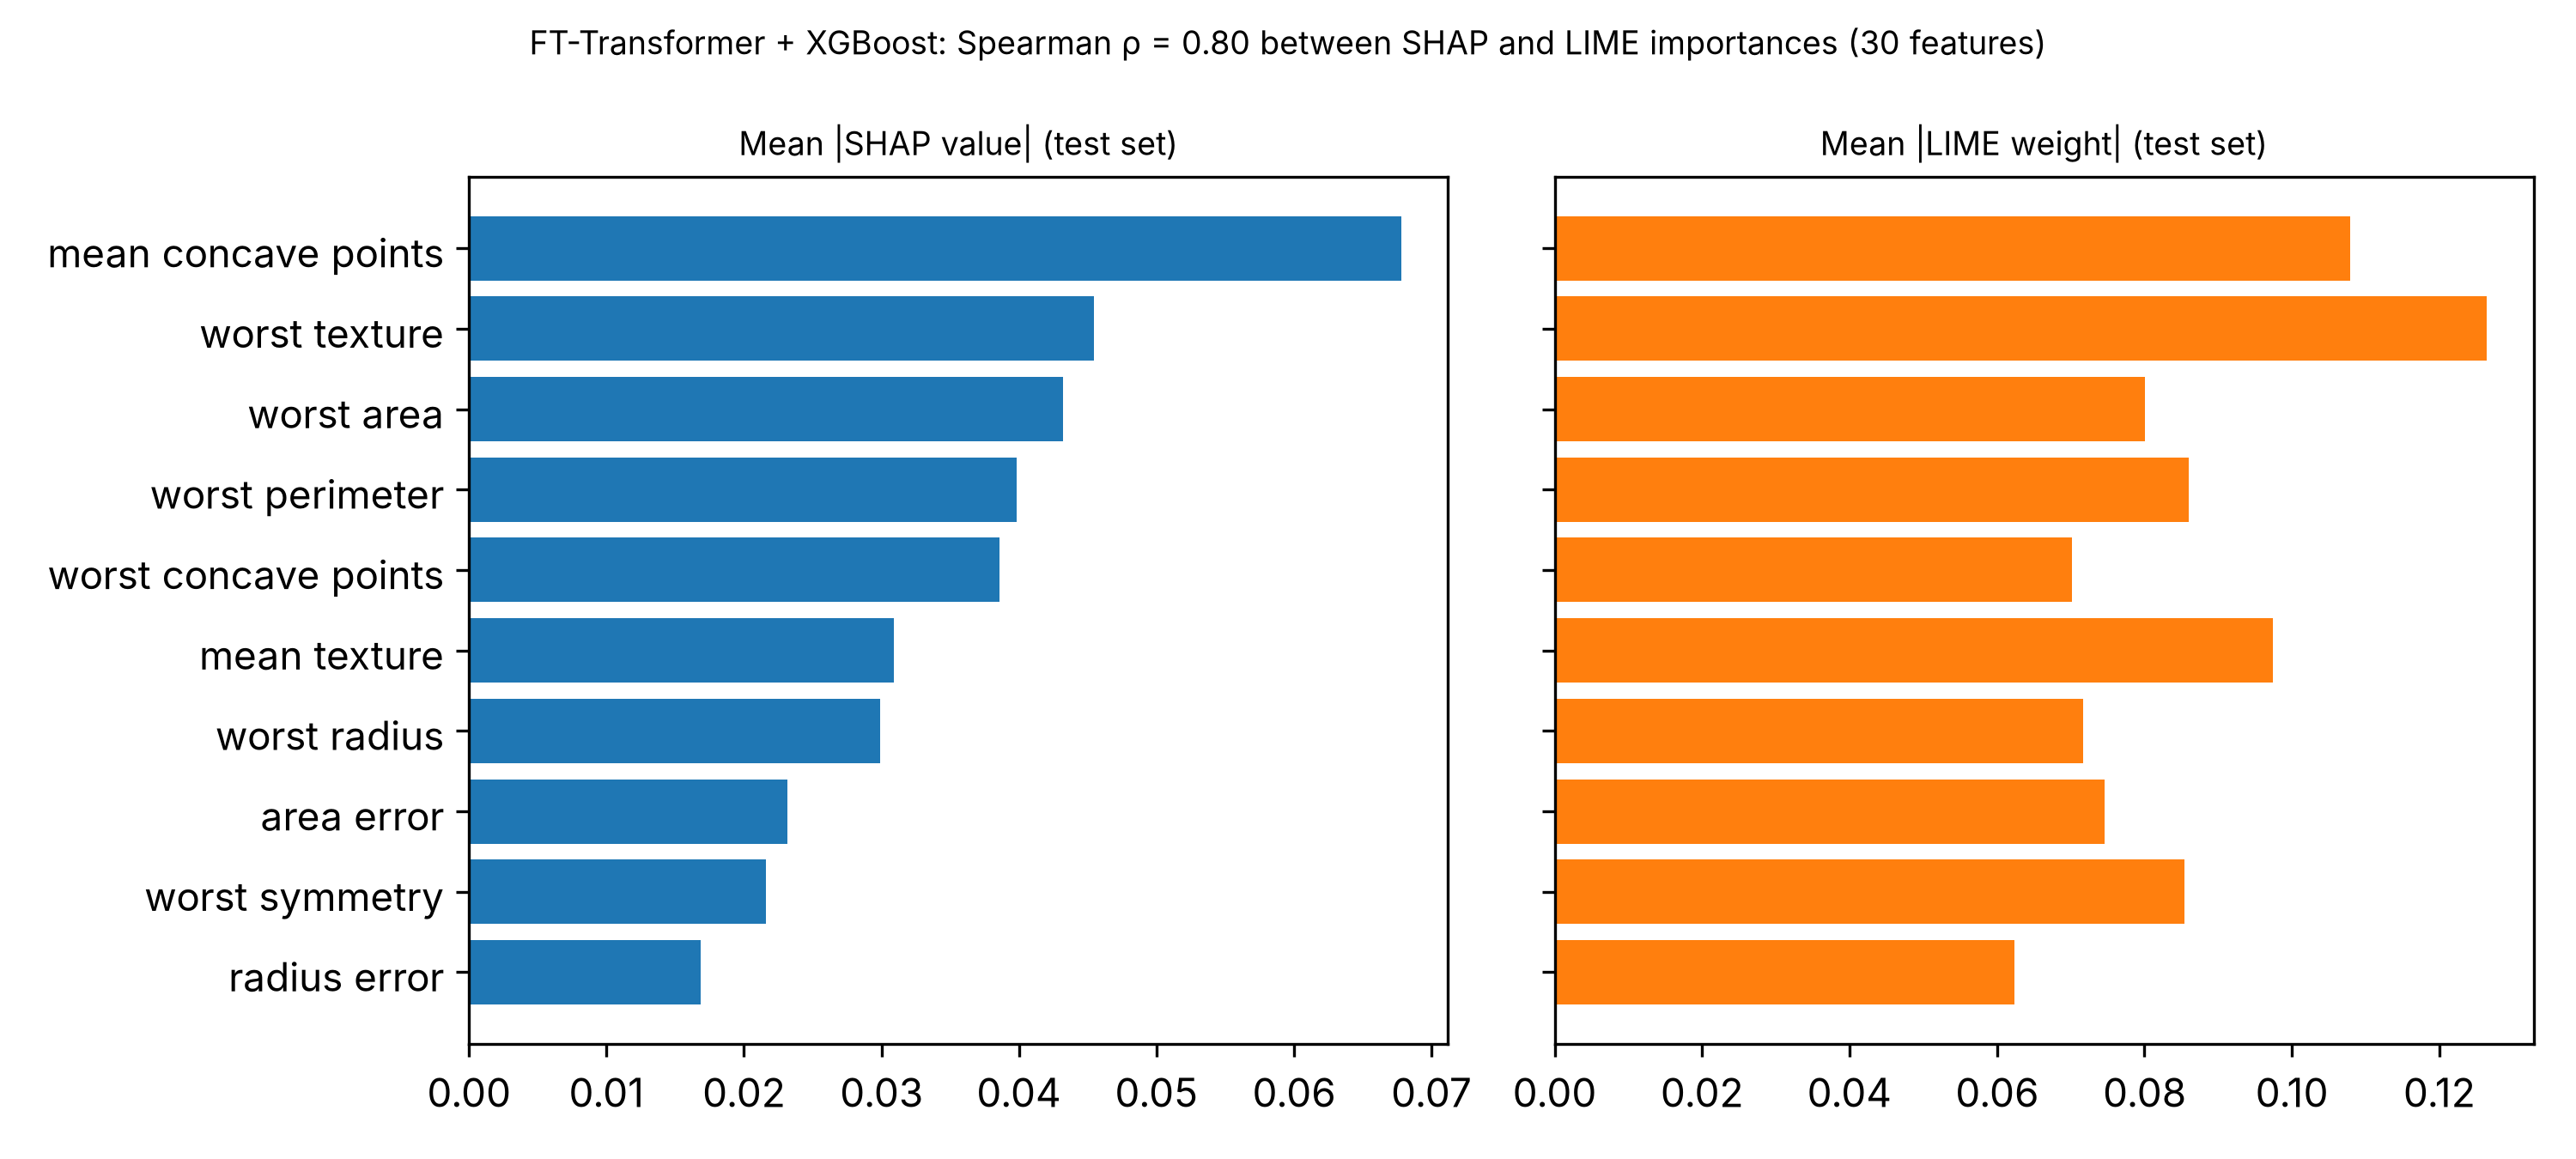 FT-Transformer + XGBoost: Spearman ρ = 0.80 between SHAP and LIME importances (30 features)
Mean |SHAP value| (test set)
mean concave points
worst texture
worst area
worst perimeter
worst concave points
mean texture
worst radius
area error
worst symmetry
radius error
0.00 0.01 0.02 0.03 0.04 0.05 0.06 0.07
Mean |LIME weight| (test set)
0.00 0.02 0.04 0.06 0.08 0.10 0.12